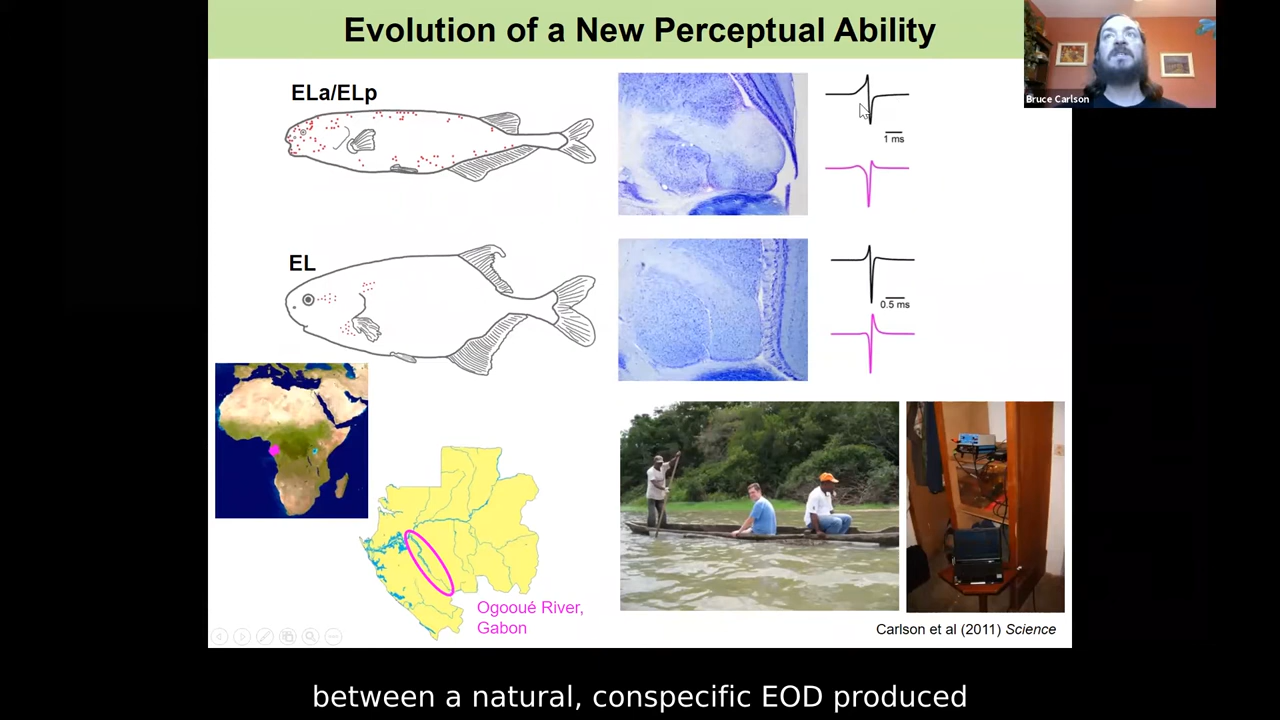 Evolution of a New Perceptual Ability
Bruce Carlson
ELa/ELp
1 ms
EL
0.5 ms
Ogooué River,
Gabon
Carlson et al (2011) Science
between a natural, conspecific EOD produced